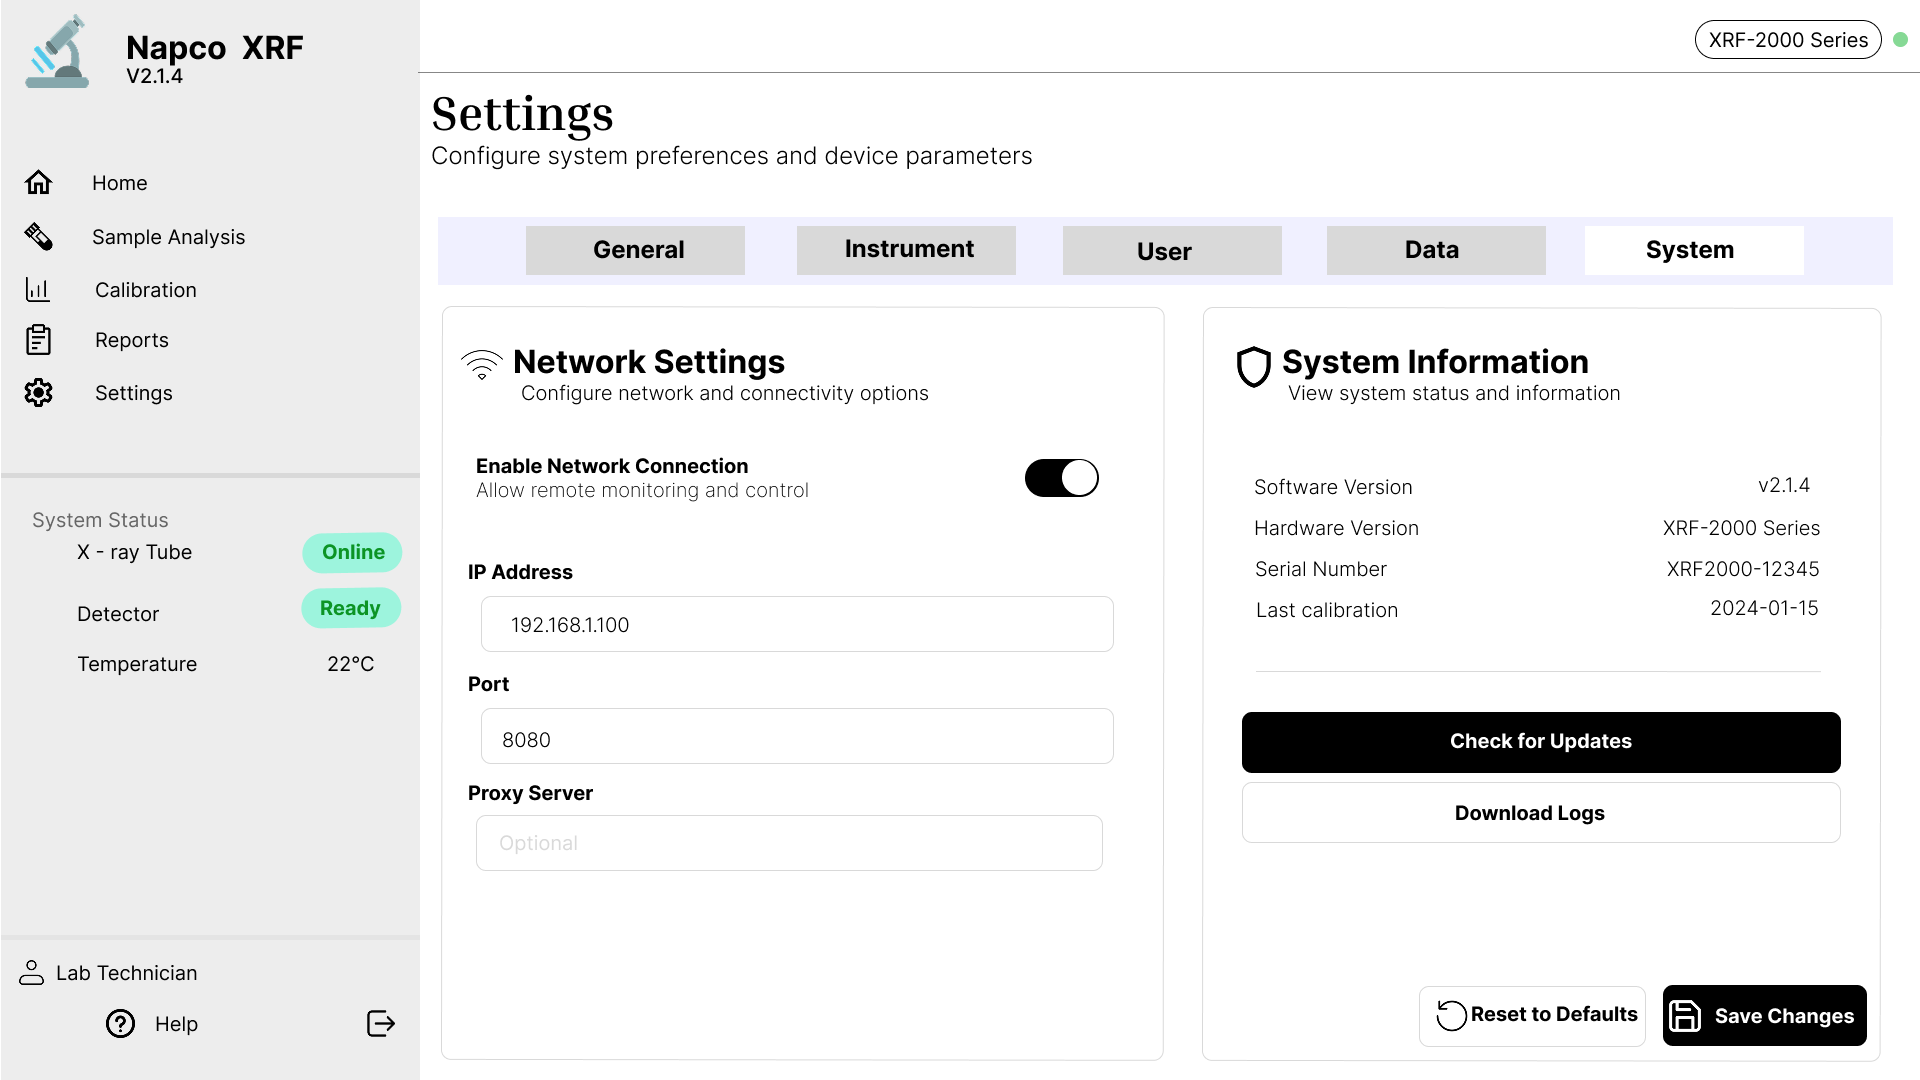 Napco XRF
V2.1.4
Home
Sample Analysis
Calibration
Reports
Settings
System Status
X - ray Tube
Online
Detector
Ready
Temperature
22°C
Lab Technician
Help
XRF-2000 Series
Settings
Configure system preferences and device parameters
General
Instrument
User
Data
System
Network Settings
Configure network and connectivity options
Enable Network Connection
Allow remote monitoring and control
IP Address
192.168.1.100
Port
8080
Proxy Server
Optional
System Information
View system status and information
Software Version
v2.1.4
Hardware Version
XRF-2000 Series
Serial Number
XRF2000-12345
Last calibration
2024-01-15
Check for Updates
Download Logs
Reset to Defaults
Save Changes